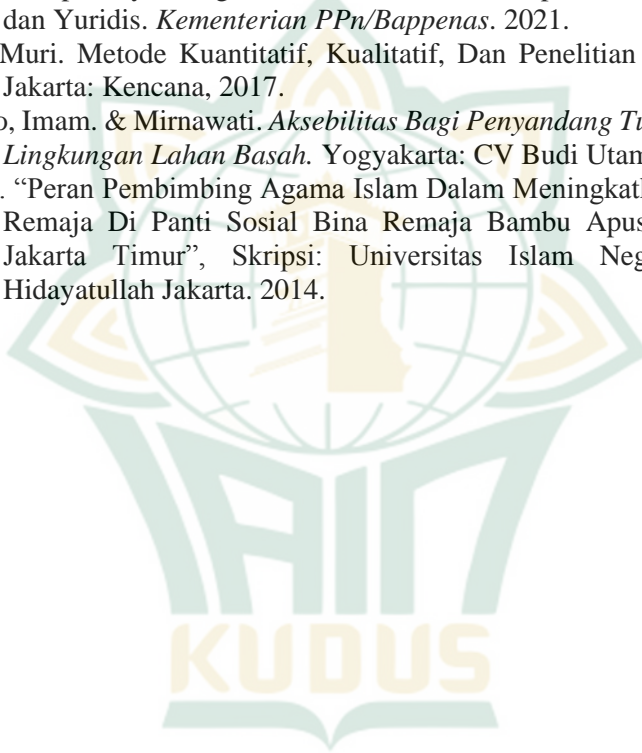 dan Yuridis. Kementerian PPn/Bappenas. 2021.
Muri. Metode Kuantitatif, Kualitatif, Dan Penelitian
Jakarta: Kencana, 2017.
o, Imam. & Mirnawati. Aksebilitas Bagi Penyandang Tu
Lingkungan Lahan Basah. Yogyakarta: CV Budi Utam
. “Peran Pembimbing Agama Islam Dalam Meningkatk
Remaja Di Panti Sosial Bina Remaja Bambu Apus
Jakarta Timur”, Skripsi: Universitas Islam Neg
Hidayatullah Jakarta. 2014.
IAIN
KUDUS